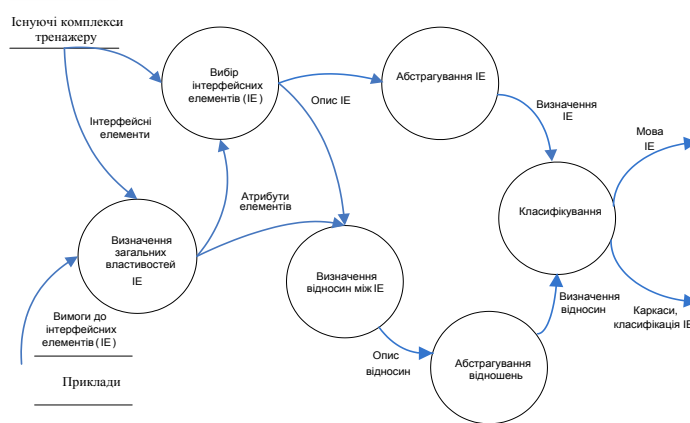 Існуючі комплекси
тренажеру
Вибір
інтерфейсних
елементів (ІЕ)
Абстрагування ІЕ
Опис ІЕ
Визначення
ІЕ
Інтерфейсні
елементи
Мова
ІЕ
Атрибути
елементів
Класифікування
Визначення
загальних
властивостей
ІЕ
Визначення
відносин між ІЕ
Визначення
відносин
Каркаси,
класифікація ІЕ
Вимоги до
інтерфейсних
елементів (ІЕ)
Опис
відносин
Абстрагування
відношень
Приклади